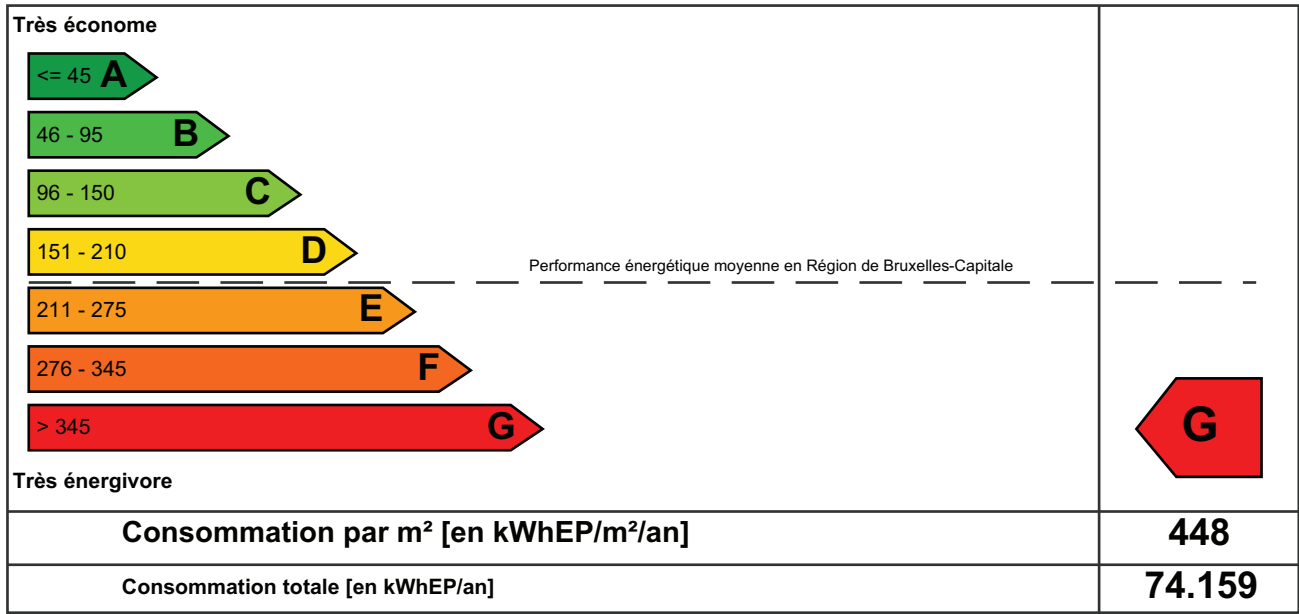 Très économe
<= 45 A
46 - 95 B
96 - 150 C
151 - 210 D
Performance énergétique moyenne en Région de Bruxelles-Capitale
211 - 275 E
276 - 345 F
> 345 G
G
Très énergivore
Consommation par m² [en kWhEP/m²/an] 448
Consommation totale [en kWhEP/an] 74.159